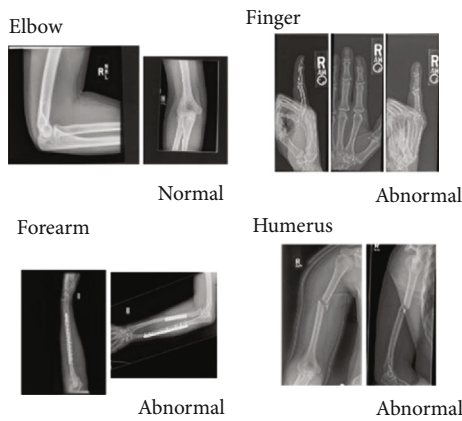 Elbow
Normal
Finger
Abnormal
Forearm
Abnormal
Humerus
Abnormal
R
R
R
R
R
R